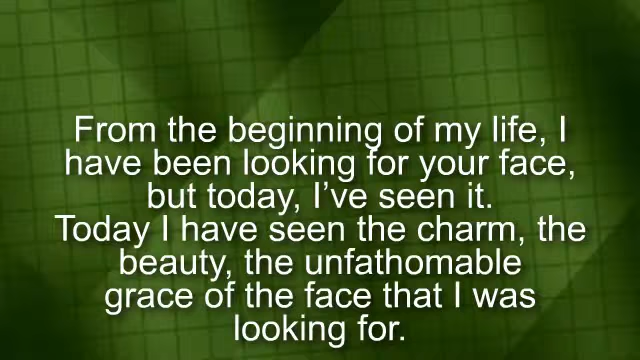 From the beginning of my life, I
have been looking for your face,
but today, I’ve seen it.
Today I have seen the charm, the
beauty, the unfathomable
grace of the face that I was
looking for.